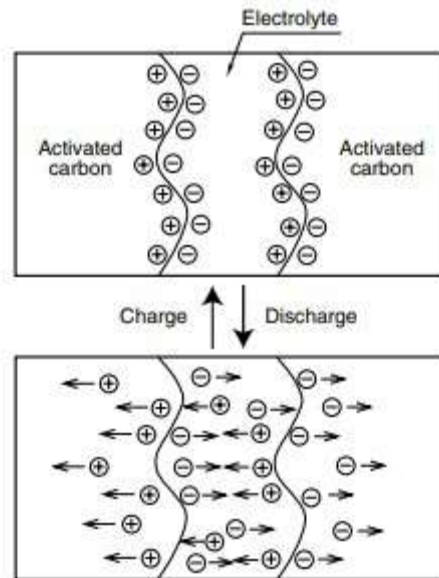 Electrolyte
Activated
carbon
Activated
carbon
Charge
Discharge